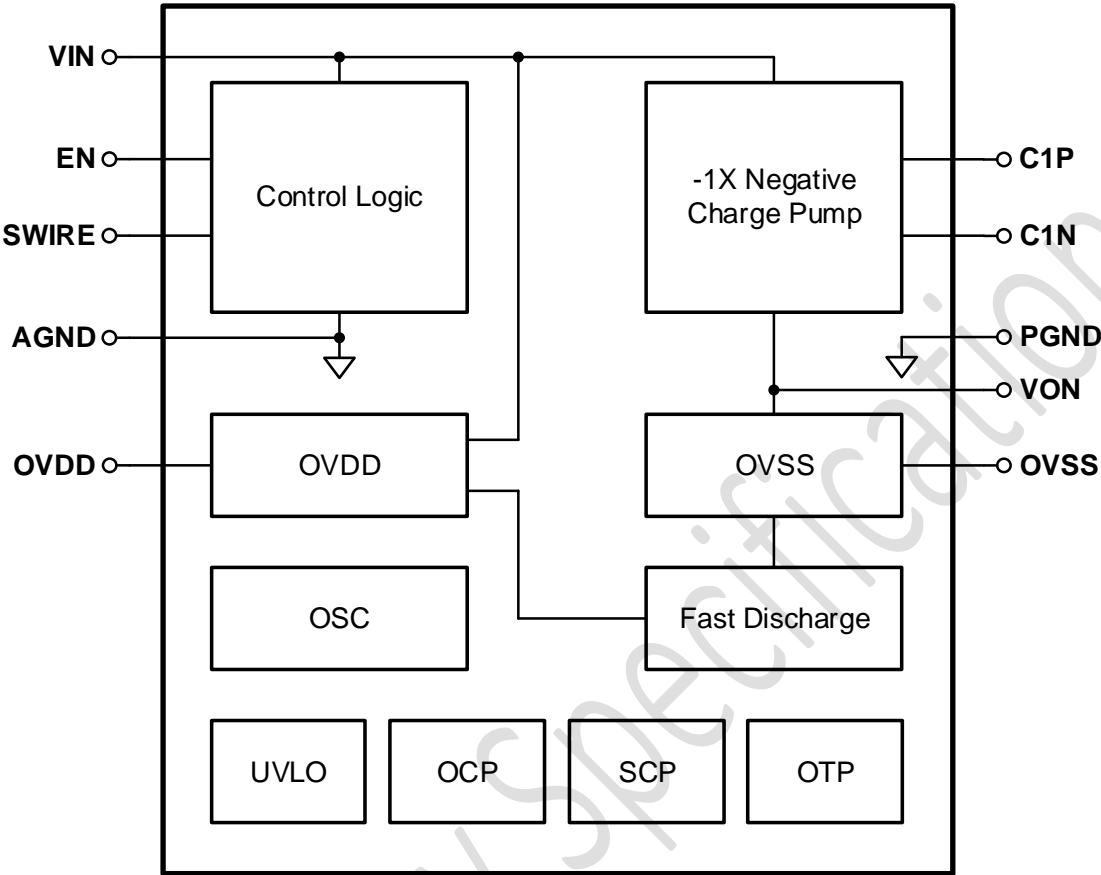 VIN
EN
SWIRE
AGND
OVDD
Control Logic
-1X Negative
Charge Pump
C1P
C1N
PGND
VON
OVSS
OVDD
OVSS
OSC
Fast Discharge
UVLO
OCP
SCP
OTP
Specification